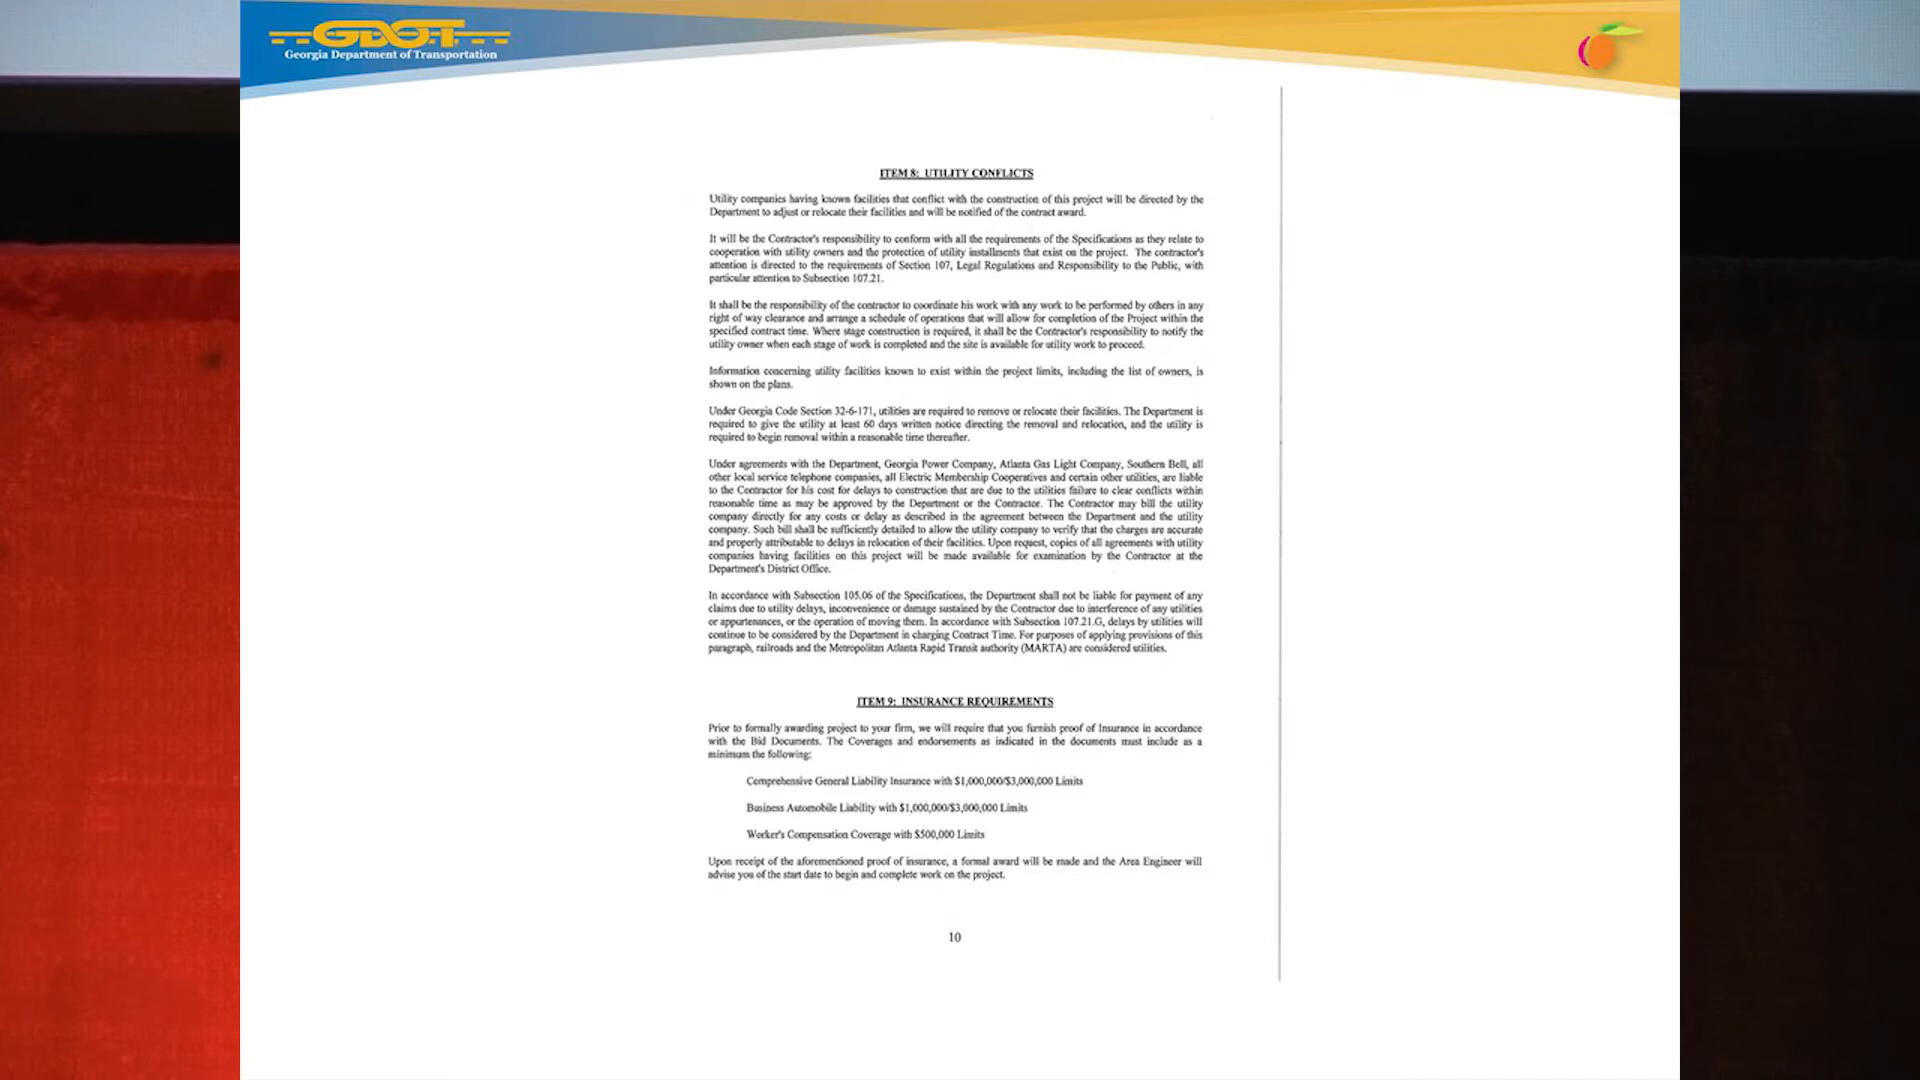 GDOT
Georgia Department of Transportation
ITEM 8: UTILITY CONFLICTS
Utility companies having known facilities that conflict with the construction of this project will be directed by the
Department to adjust or relocate their facilities and will be notified of the contract award.
It will be the Contractor's responsibility to conform with all the requirements of the Specifications as they relate to
cooperation with utility owners and the protection of utility installments that exist on the project. The contractor's
attention is directed to the requirements of Section 107, Legal Regulations and Responsibility to the Public, with
particular attention to Subsection 107.21.
It shall be the responsibility of the contractor to coordinate his work with any work to be performed by others in any
right of way clearance and arrange a schedule of operations that will allow for completion of the Project within the
specified contract time. Where stage construction is required, it shall be the Contractor's responsibility to notify the
utility owner when each stage of work is completed and the site is available for utility work to proceed.
Information concerning utility facilities known to exist within the project limits, including the list of owners, is
shown on the plans.
Under Georgia Code Section 32-6-171, utilities are required to remove or relocate their facilities. The Department is
required to give the utility at least 60 days written notice directing the removal and relocation, and the utility is
required to begin removal within a reasonable time thereafter.
Under agreements with the Department, Georgia Power Company, Atlanta Gas Light Company, Southern Bell, all
other local service telephone companies, all Electric Membership Cooperatives and certain other utilities, are liable
to the Contractor for his cost for delays to construction that are due to the utilities failure to clear conflicts within
reasonable time as may be approved by the Department or the Contractor. The Contractor may bill the utility
company directly for any costs or delay as described in the agreement between the Department and the utility
company. Such bill shall be sufficiently detailed to allow the utility company to verify that the charges are accurate
and properly attributable to delays in relocation of their facilities. Upon request, copies of all agreements with utility
companies having facilities on this project will be made available for examination by the Contractor at the
Department's District Office.
In accordance with Subsection 105.06 of the Specifications, the Department shall not be liable for payment of any
claims due to utility delays, inconvenience or damage sustained by the Contractor due to interference of any utilities
or appurtenances, or the operation of moving them. In accordance with Subsection 107.21.G, delays by utilities will
continue to be considered by the Department in charging Contract Time. For purposes of applying provisions of this
paragraph, railroads and the Metropolitan Atlanta Rapid Transit authority (MARTA) are considered utilities.
ITEM 9: INSURANCE REQUIREMENTS
Prior to formally awarding project to your firm, we will require that you furnish proof of Insurance in accordance
with the Bid Documents. The Coverages and endorsements as indicated in the documents must include as a
minimum the following:
Comprehensive General Liability Insurance with $1,000,000/$3,000,000 Limits
Business Automobile Liability with $1,000,000/$3,000,000 Limits
Worker's Compensation Coverage with $500,000 Limits
Upon receipt of the aforementioned proof of insurance, a formal award will be made and the Area Engineer will
advise you of the start date to begin and complete work on the project.
10